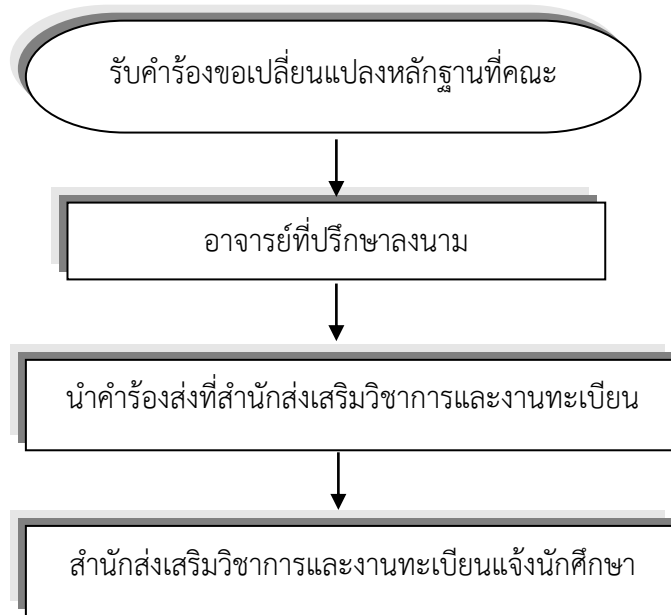 รับคำร้องขอเปลี่ยนแปลงหลักฐานที่คณะ
อาจารย์ที่ปรึกษาลงนาม
นำคำร้องส่งที่สำนักส่งเสริมวิชาการและงานทะเบียน
สำนักส่งเสริมวิชาการและงานทะเบียนแจ้งนักศึกษา